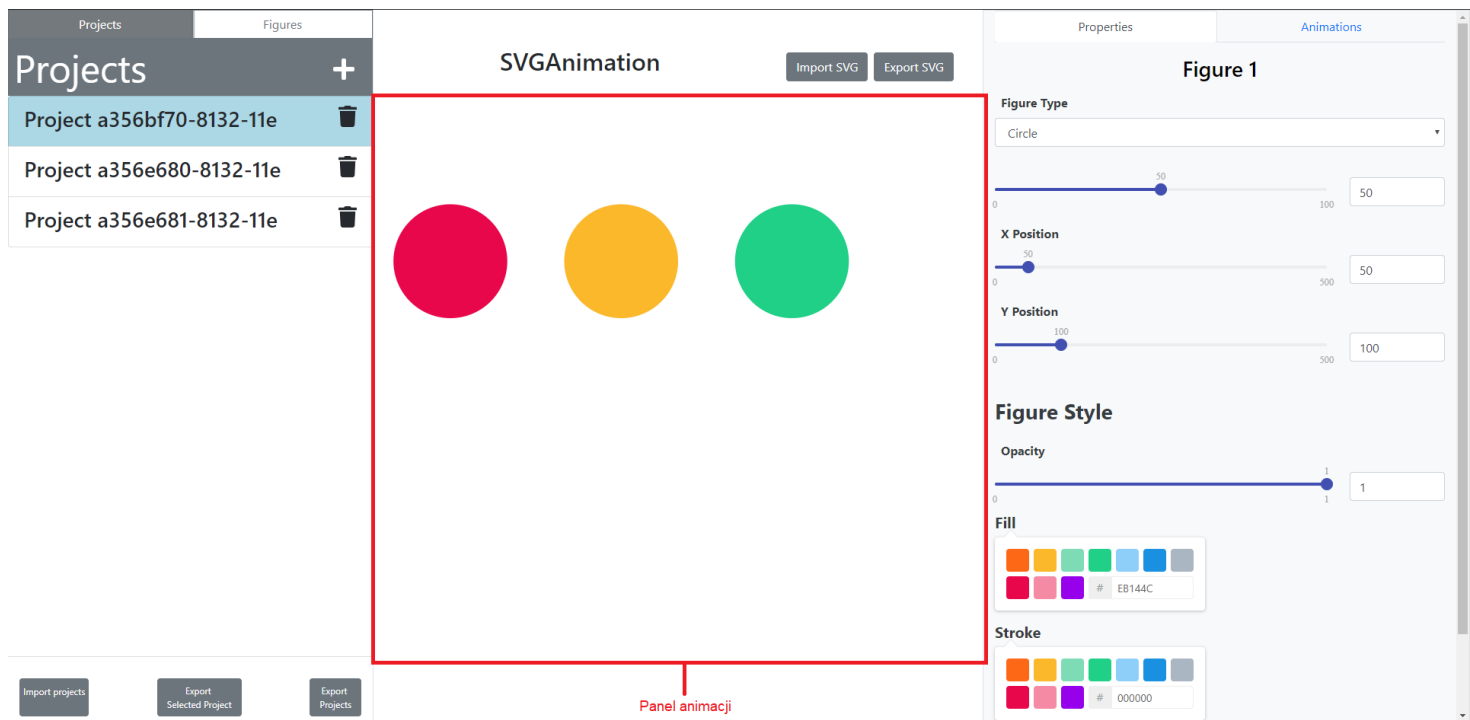 Projects
Figures
Projects
+
Project a356bf70-8132-11e
Project a356e680-8132-11e
Project a356e681-8132-11e
Import projects
Export
Selected Project
Export
Projects
SVGAnimation
Import SVG
Export SVG
Panel animacji
Properties
Animations
Figure 1
Figure Type
Circle
50
0
100
50
X Position
50
0
500
50
Y Position
100
0
500
100
Figure Style
Opacity
1
0
1
1
Fill
# EB144C
Stroke
# 000000